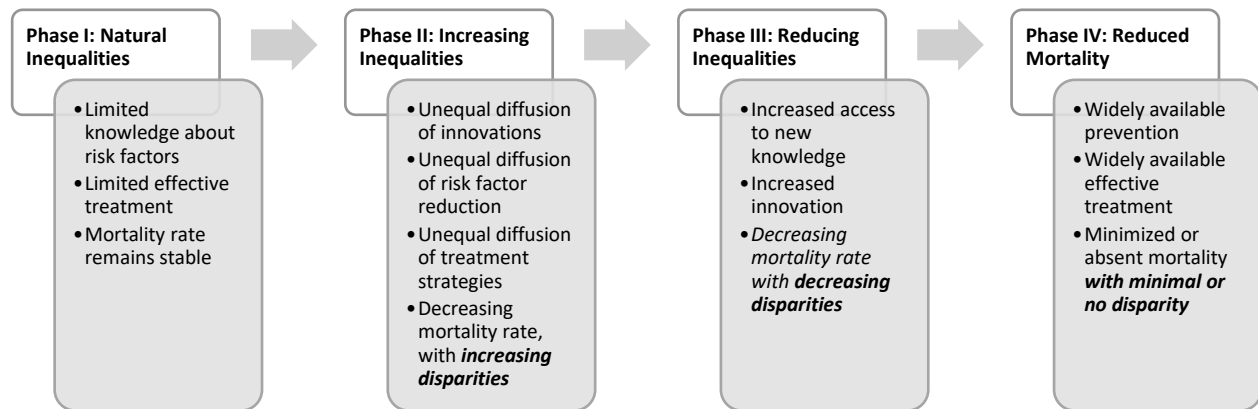 Phase I: Natural
Inequalities
•Limited
knowledge about
risk factors
•Limited effective
treatment
•Mortality rate
remains stable
Phase II: Increasing
Inequalities
•Unequal diffusion
of innovations
•Unequal diffusion
of risk factor
reduction
•Unequal diffusion
of treatment
strategies
•Decreasing
mortality rate,
with increasing
disparities
Phase III: Reducing
Inequalities
•Increased access
to new
knowledge
•Increased
innovation
•Decreasing
mortality rate
with decreasing
disparities
Phase IV: Reduced
Mortality
•Widely available
prevention
•Widely available
effective
treatment
•Minimized or
absent mortality
with minimal or
no disparity